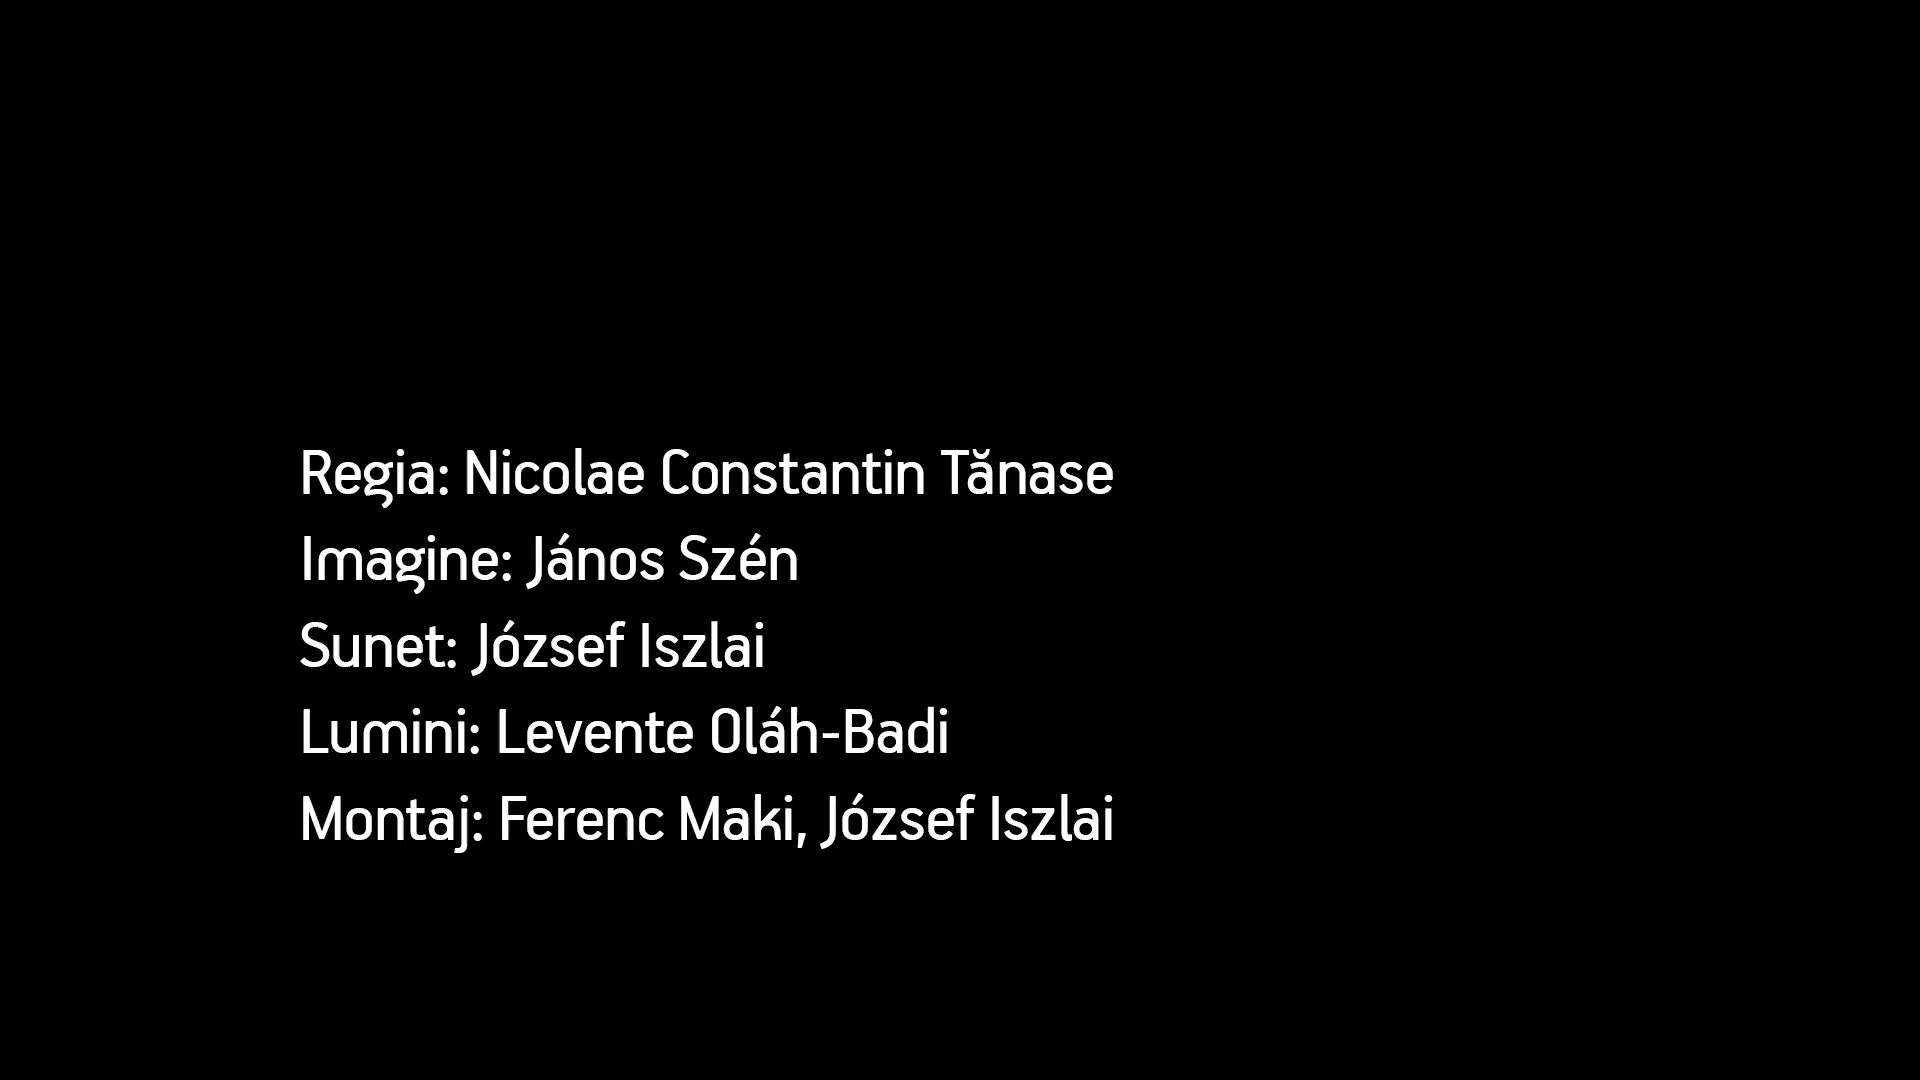 Regia: Nicolae Constantin Tănase
Imagine: János Szén
Sunet: József Iszlai
Lumini: Levente Oláh-Badi
Montaj: Ferenc Maki, József Iszlai